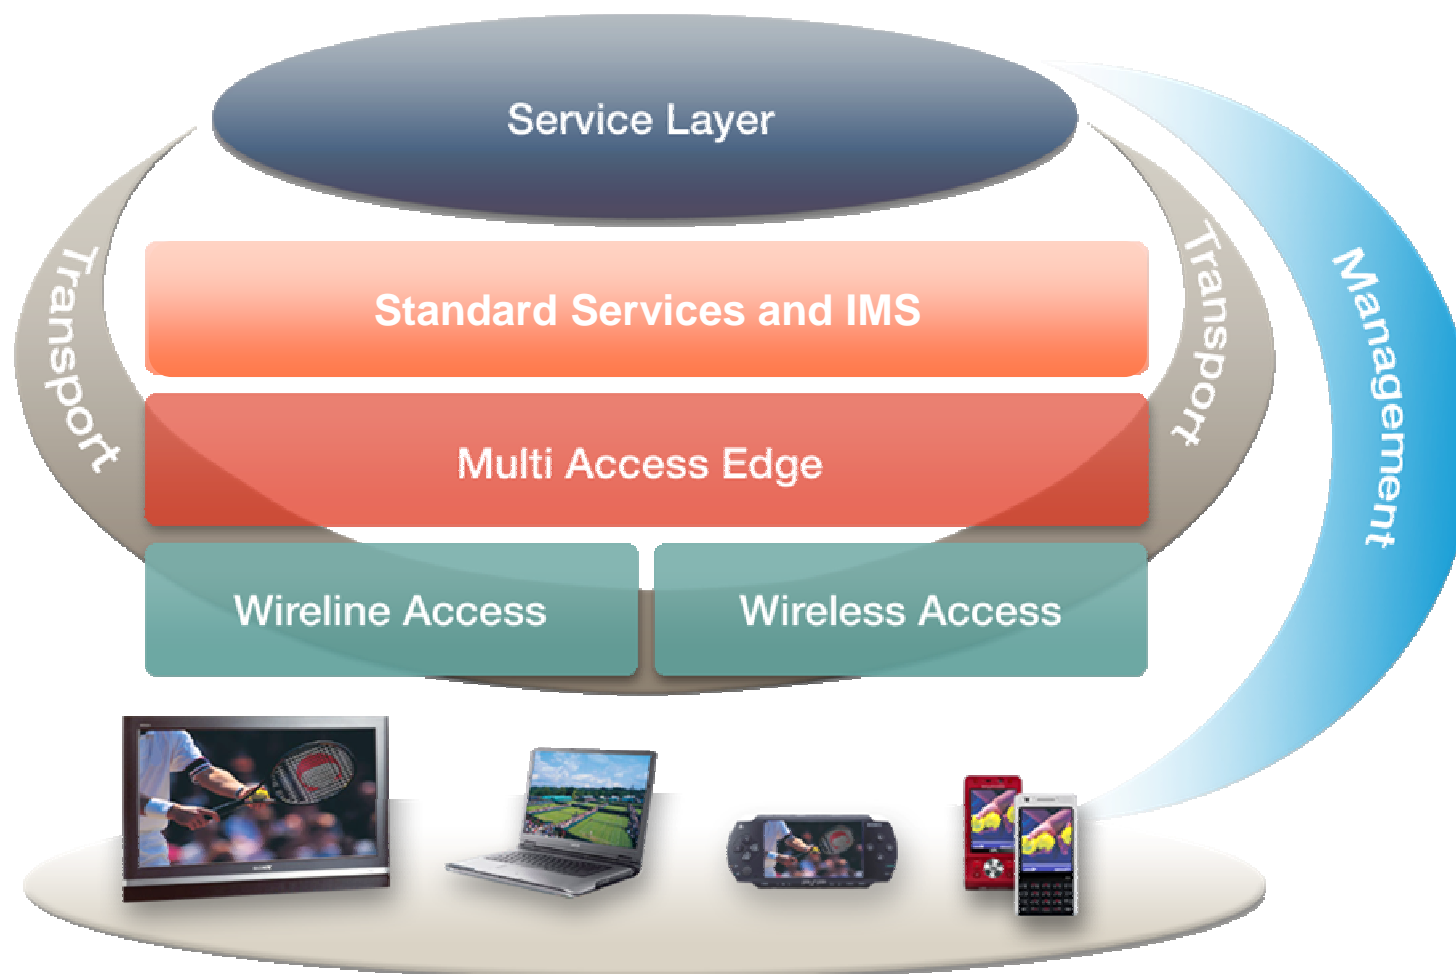 Service Layer
Transport
Standard Services and IMS
Transport
Management
Multi Access Edge
Wireline Access
Wireless Access